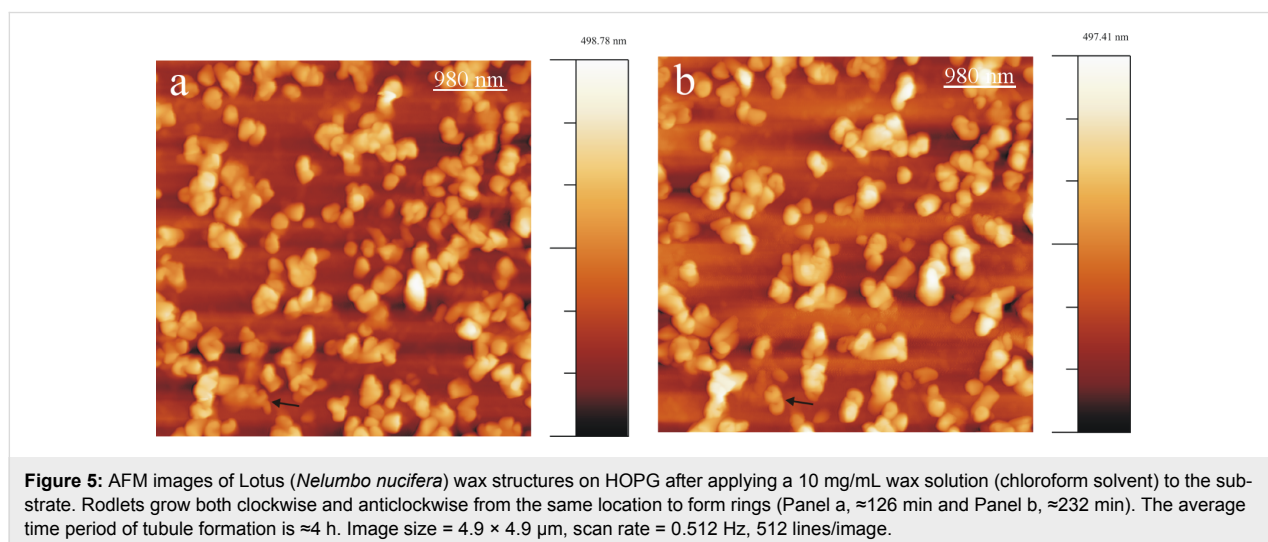 498.78 nm
497.41 nm
a
980 nm
b
980 nm
Figure 5: AFM images of Lotus (Nelumbo nucifera) wax structures on HOPG after applying a 10 mg/mL wax solution (chloroform solvent) to the sub-
strate. Rodlets grow both clockwise and anticlockwise from the same location to form rings (Panel a, ≈126 min and Panel b, ≈232 min). The average
time period of tubule formation is ≈4 h. Image size = 4.9 × 4.9 µm, scan rate = 0.512 Hz, 512 lines/image.